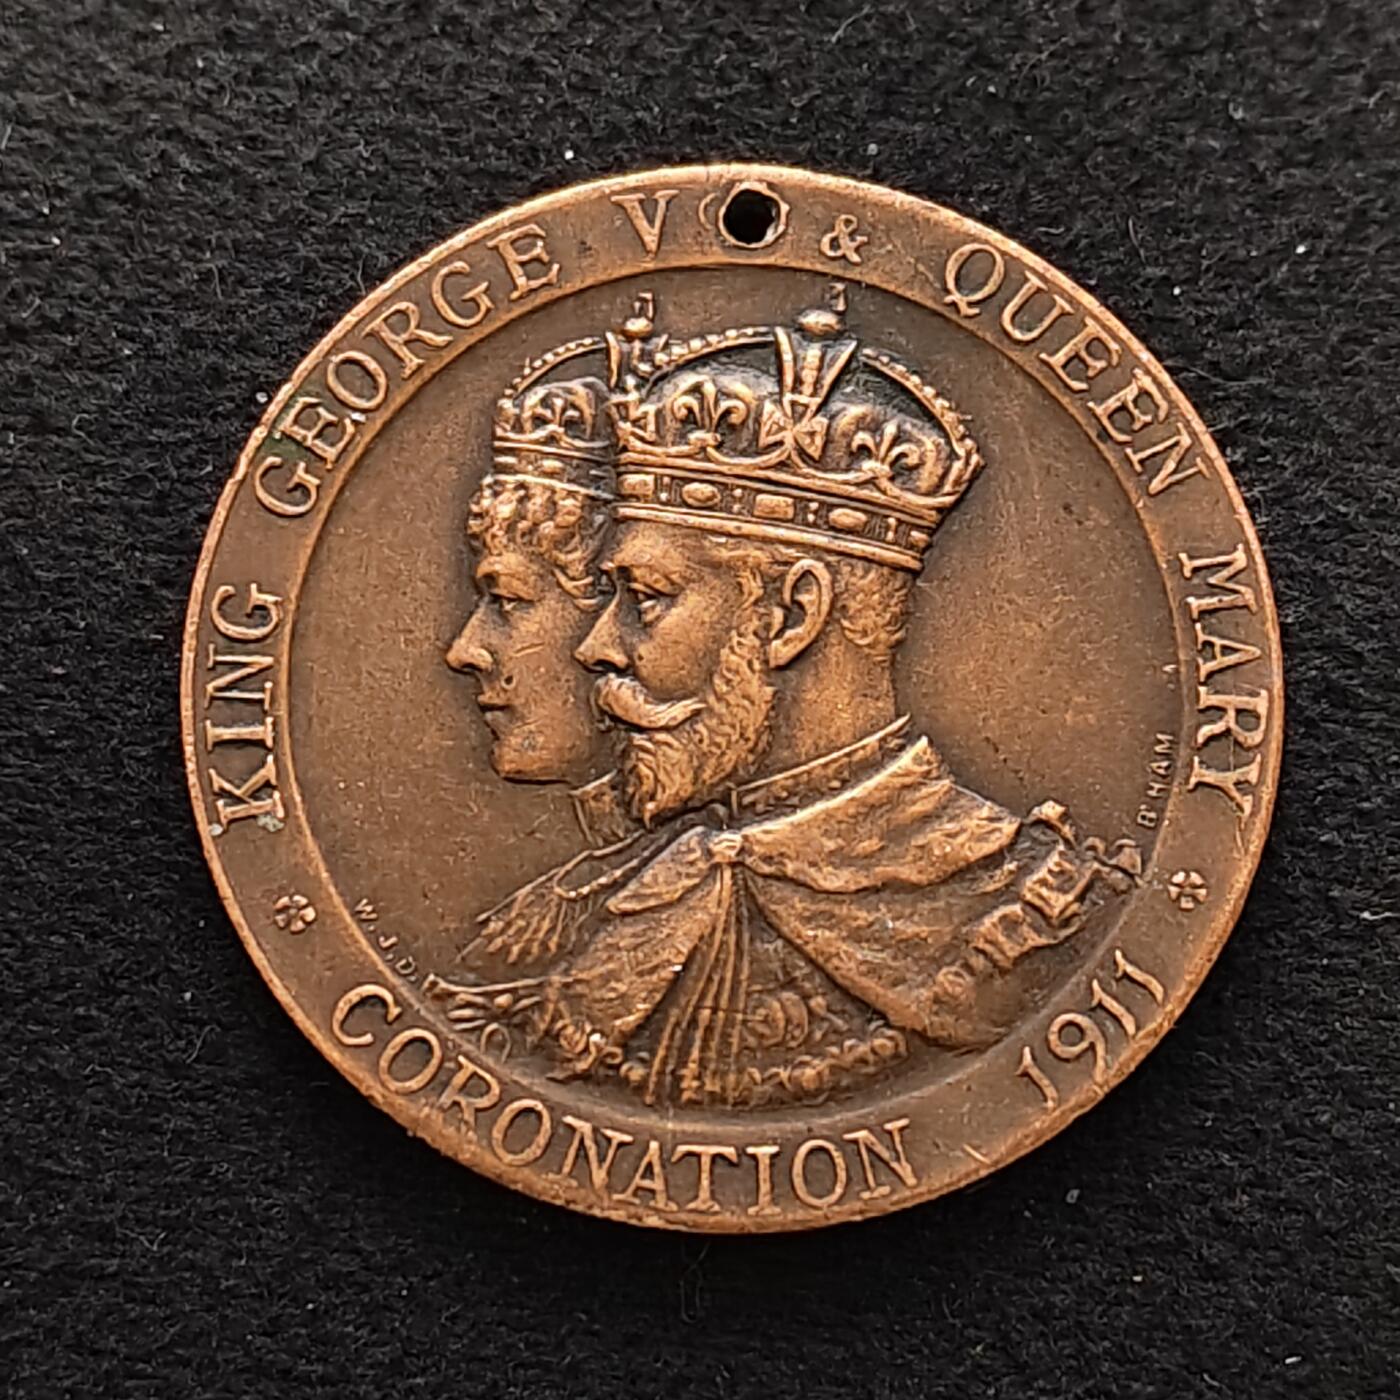 KING GEORGE V & QUEEN MARY
CORONATION 1911
W.J.D.
B'HAM